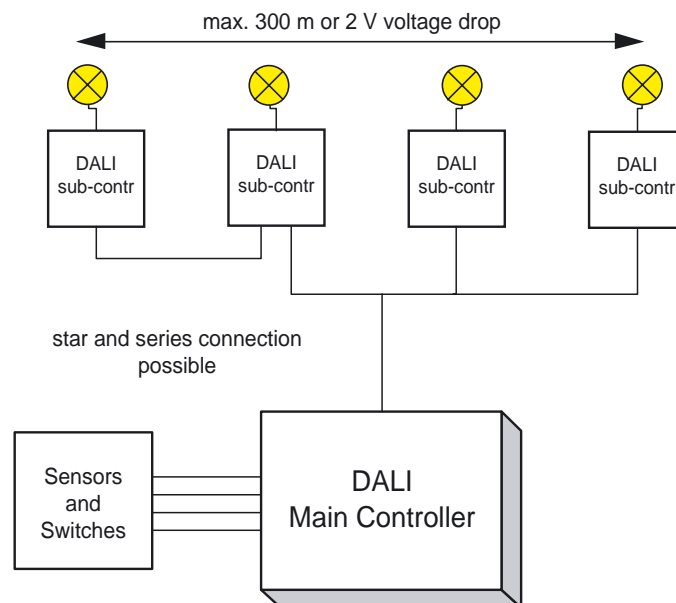 max. 300 m or 2 V voltage drop
DALI
sub-contr
DALI
sub-contr
DALI
sub-contr
DALI
sub-contr
star and series connection
possible
Sensors
and
Switches
DALI
Main Controller